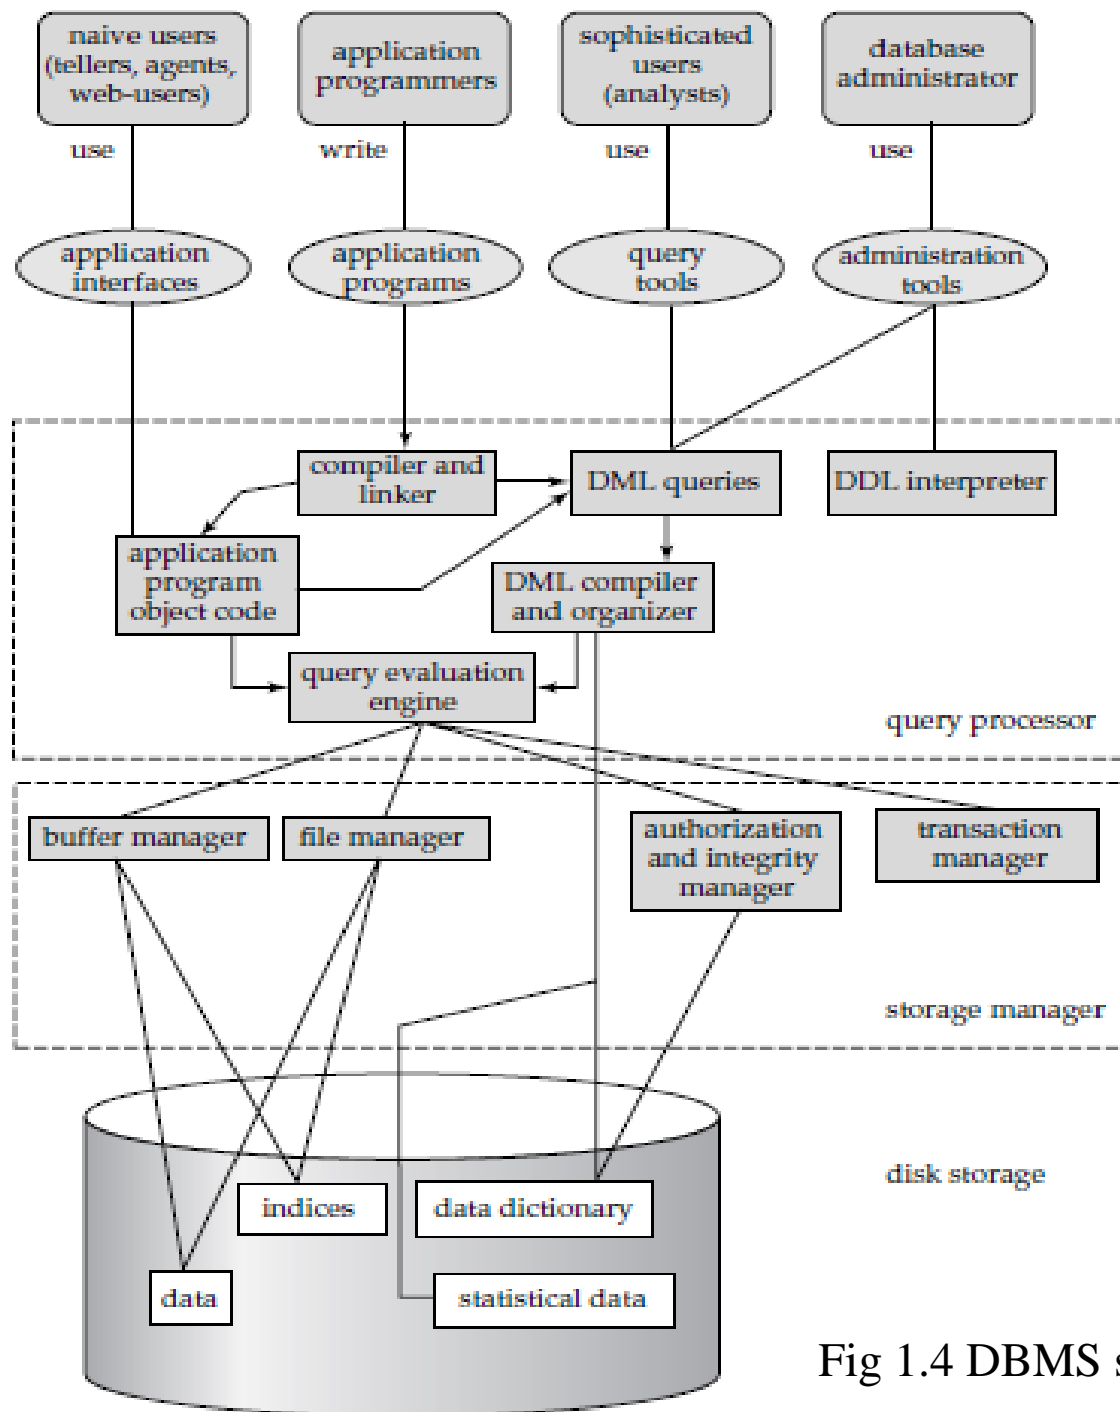 naive users
(tellers, agents,
web-users)
application
programmers
sophisticated
users
(analysts)
database
administrator
use
write
use
use
application
interfaces
application
programs
query
tools
administration
tools
compiler and
linker
DML queries
DDL interpreter
application
program
object code
DML compiler
and organizer
query evaluation
engine
query processor
buffer manager
file manager
authorization
and integrity
manager
transaction
manager
storage manager
disk storage
indices
data dictionary
data
statistical data
Fig 1.4 DBMS s